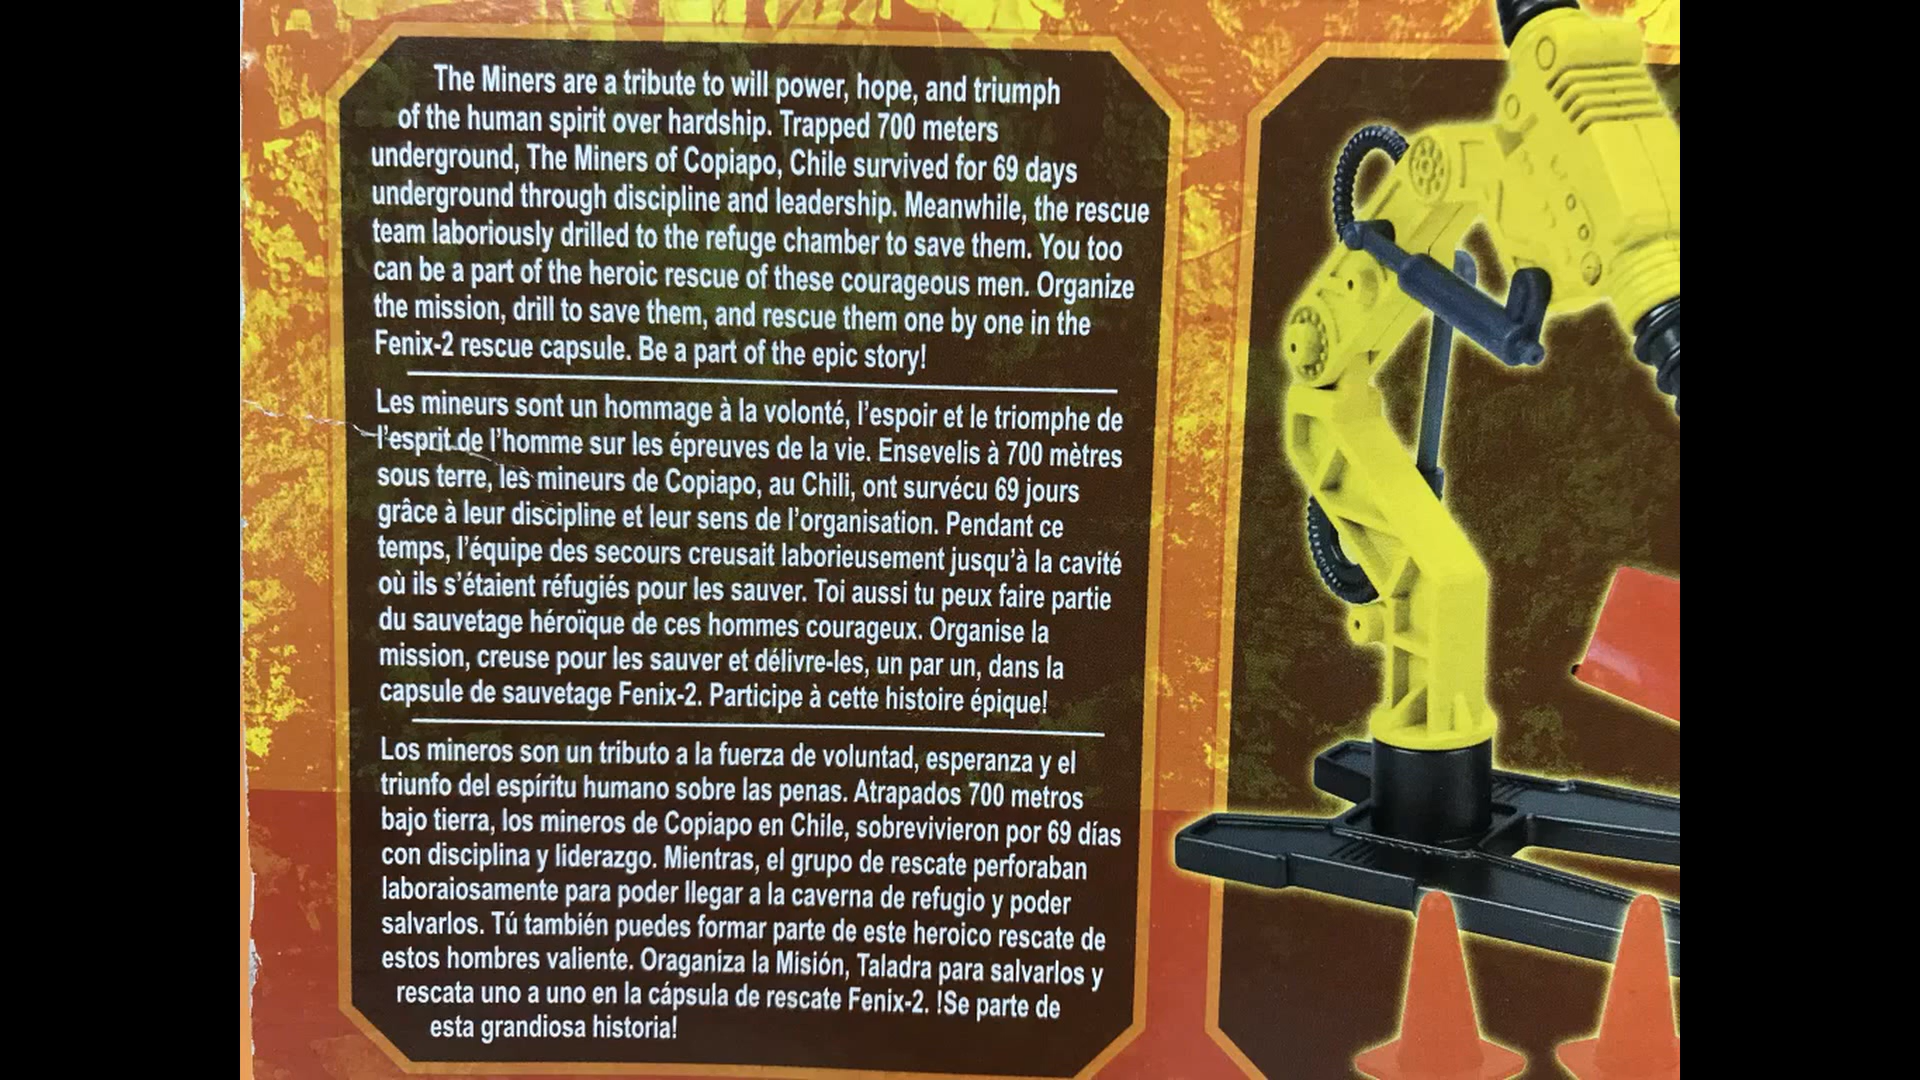 The Miners are a tribute to will power, hope, and triumph
of the human spirit over hardship. Trapped 700 meters
underground, The Miners of Copiapo, Chile survived for 69 days
underground through discipline and leadership. Meanwhile, the rescue
team laboriously drilled to the refuge chamber to save them. You too
can be a part of the heroic rescue of these courageous men. Organize
the mission, drill to save them, and rescue them one by one in the
Fenix-2 rescue capsule. Be a part of the epic story!
Les mineurs sont un hommage à la volonté, l'espoir et le triomphe de
l'esprit de l'homme sur les épreuves de la vie. Ensevelis à 700 mètres
sous terre, les mineurs de Copiapo, au Chili, ont survécu 69 jours
grâce à leur discipline et leur sens de l'organisation. Pendant ce
temps, l'équipe des secours creusait laborieusement jusqu'à la cavité
où ils s'étaient réfugiés pour les sauver. Toi aussi tu peux faire partie
du sauvetage héroïque de ces hommes courageux. Organise la
mission, creuse pour les sauver et délivre-les, un par un, dans la
capsule de sauvetage Fenix-2. Participe à cette histoire épique!
Los mineros son un tributo a la fuerza de voluntad, esperanza y el
triunfo del espíritu humano sobre las penas. Atrapados 700 metros
bajo tierra, los mineros de Copiapo en Chile, sobrevivieron por 69 días
con disciplina y liderazgo. Mientras, el grupo de rescate perforaban
laboraiosamente para poder llegar a la caverna de refugio y poder
salvarlos. Tú también puedes formar parte de este heroico rescate de
estos hombres valiente. Oraganiza la Misión, Taladra para salvarlos y
rescata uno a uno en la cápsula de rescate Fenix-2. !Se parte de
esta grandiosa historia!